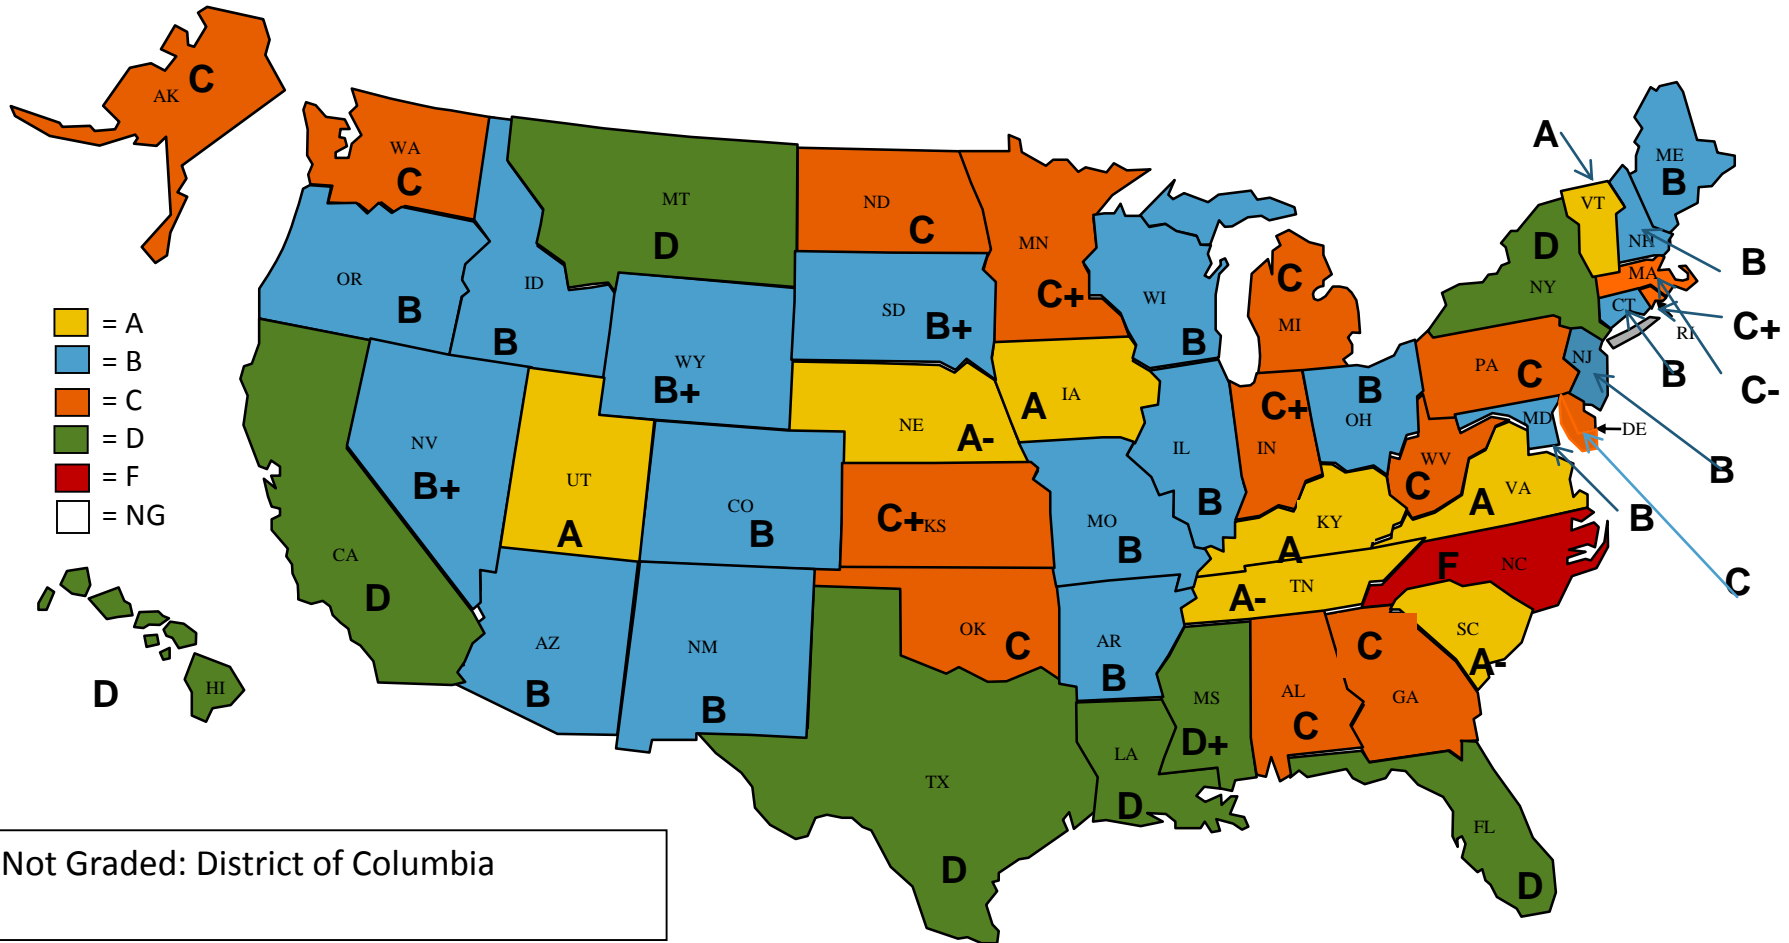 AK C
WA
C
MT
D
ND
C
MN
C+
A
VT
ME
B
D
NY
NH
B
MA
CT
RI
C+
B
C-
OR
B
ID
B
SD
B+
WI
B
C
MI
WY
B+
PA C
NJ
B
= A
= B
= C
= D
= F
= NG
NV
B+
UT
A
NE
A-
A IA
IL
B
C+
IN
B
OH
MD
DE
B
C
WV
C
VA
A
CO
B
C+KS
MO
B
KY
A
CA
D
F NC
A- TN
AZ
B
NM
B
OK
C
AR
B
SC
A-
D
HI
MS
D+
AL
C
C
GA
TX
D
LA
D
FL
D
Not Graded: District of Columbia